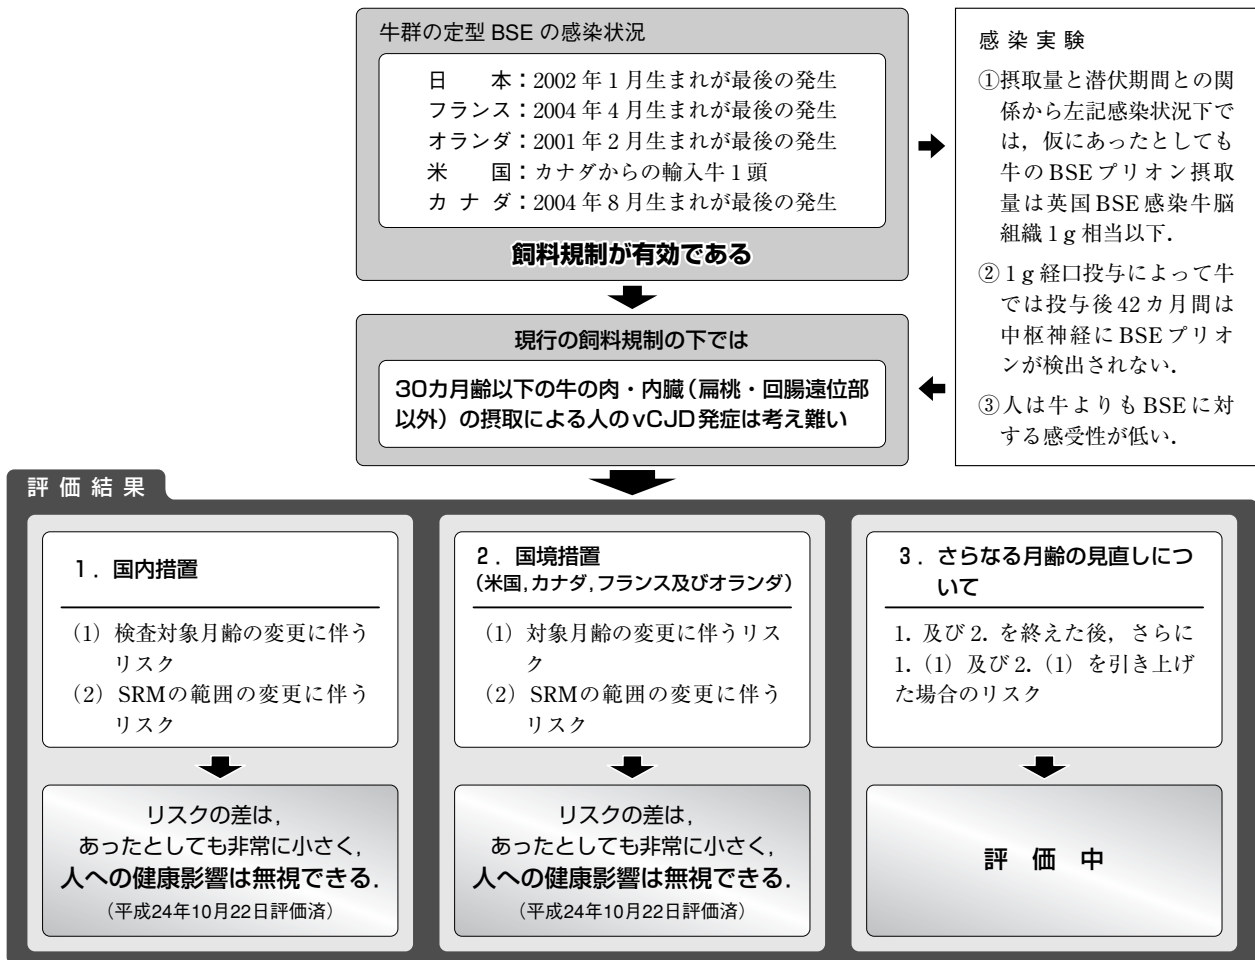 牛群の定型 BSE の感染状況
日　　本：2002 年 1 月生まれが最後の発生
フランス：2004 年 4 月生まれが最後の発生
オランダ：2001 年 2 月生まれが最後の発生
米　　国：カナダからの輸入牛 1 頭
カ ナ ダ：2004 年 8 月生まれが最後の発生
飼料規制が有効である
感 染 実 験
①摂取量と潜伏期間との関
係から左記感染状況下で
は，仮にあったとしても
牛の BSE プリオン摂取
量は英国 BSE 感染牛脳
組織 1 g 相当以下．
② 1 g 経口投与によって牛
では投与後 42 カ月間は
中枢神経に BSE プリオ
ンが検出されない．
③人は牛よりも BSE に対
する感受性が低い．
現行の飼料規制の下では
30カ月齢以下の牛の肉・内臓（扁桃・回腸遠位部
以外）の摂取による人のvCJD発症は考え難い
評 価 結 果
1．国内措置
（1）検査対象月齢の変更に伴う
リスク
（2）SRMの範囲の変更に伴う
リスク
リスクの差は，
あったとしても非常に小さく，
人への健康影響は無視できる．
（平成24年10月22日評価済）
2．国境措置
（米国，カナダ，フランス及びオランダ）
（1）対象月齢の変更に伴うリス
ク
（2）SRMの範囲の変更に伴う
リスク
リスクの差は，
あったとしても非常に小さく，
人への健康影響は無視できる．
（平成24年10月22日評価済）
3．さらなる月齢の見直しにつ
いて
1. 及び 2. を終えた後，さらに
1.（1）及び 2.（1）を引き上げ
た場合のリスク
評　価　中